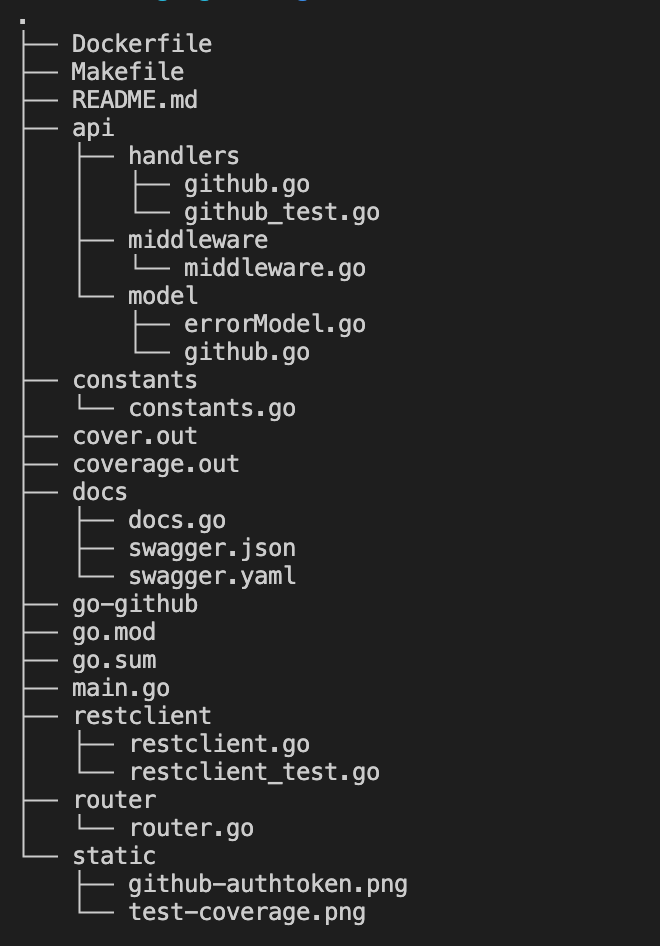 .
├── Dockerfile
├── Makefile
├── README.md
├── api
│   ├── handlers
│   │   ├── github.go
│   │   └── github_test.go
│   ├── middleware
│   │   └── middleware.go
│   └── model
│       ├── errorModel.go
│       └── github.go
├── constants
│   └── constants.go
├── cover.out
├── coverage.out
├── docs
│   ├── docs.go
│   ├── swagger.json
│   └── swagger.yaml
├── go-github
├── go.mod
├── go.sum
├── main.go
├── restclient
│   ├── restclient.go
│   └── restclient_test.go
├── router
│   └── router.go
└── static
    ├── github-authtoken.png
    └── test-coverage.png